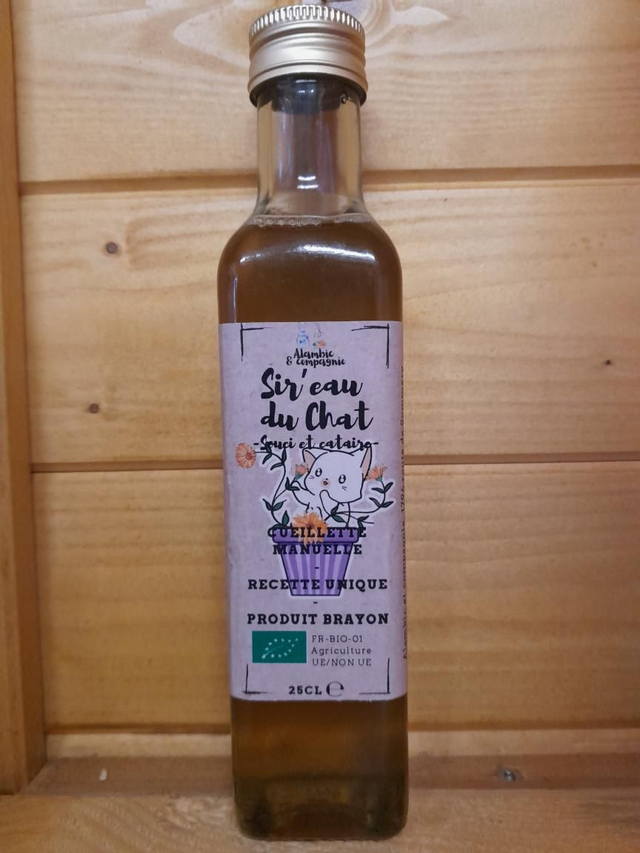 Alambic
& Compagnie
Sir'eau
du Chat
-Souci et cataire-
CUEILLETTE
MANUELLE
-
RECETTE UNIQUE
-
PRODUIT BRAYON
FR-BIO-01
Agriculture
UE/NON UE
25CL ℮